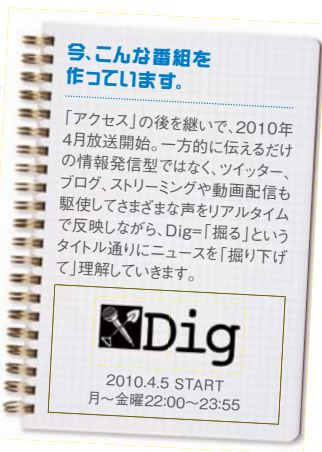 今、こんな番組を
作っています。
「アクセス」の後を継いで、2010年
4月放送開始。一方的に伝えるだけ
の情報発信型ではなく、ツイッター、
ブログ、ストリーミングや動画配信も
駆使してさまざまな声をリアルタイム
で反映しながら、Dig=「掘る」という
タイトル通りにニュースを「掘り下げ
て」理解していきます。
Dig
2010.4.5 START
月〜金曜22:00〜23:55